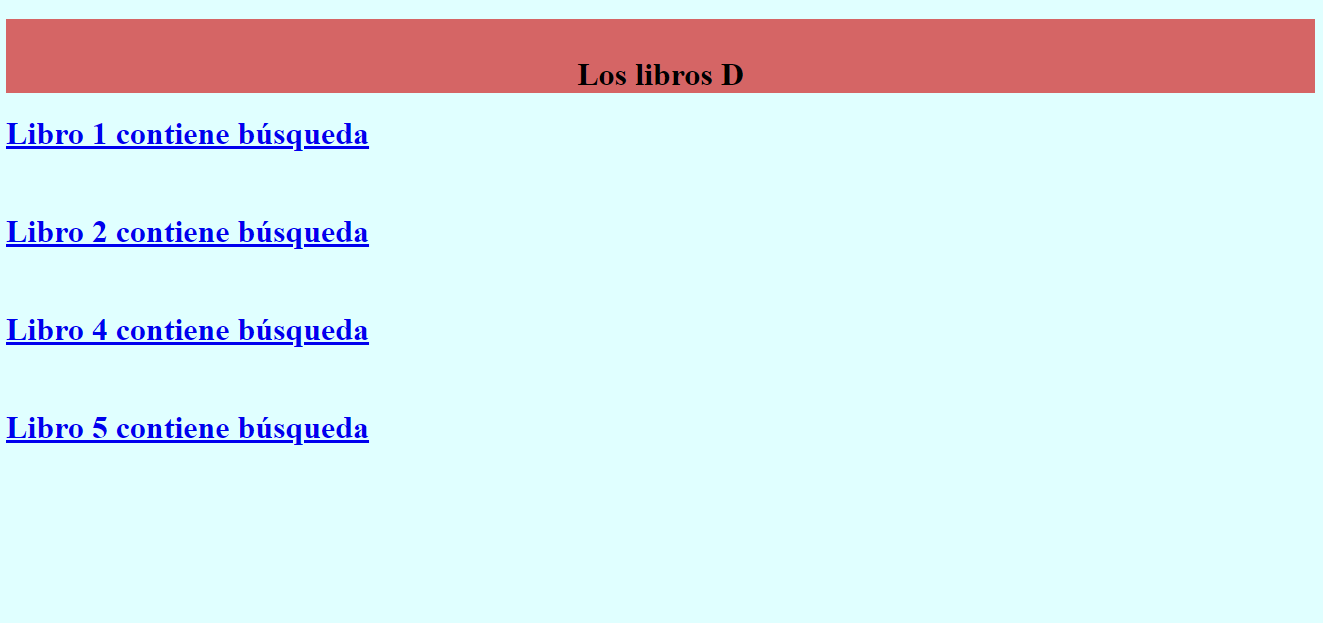 Los libros D
Libro 1 contiene búsqueda
Libro 2 contiene búsqueda
Libro 4 contiene búsqueda
Libro 5 contiene búsqueda